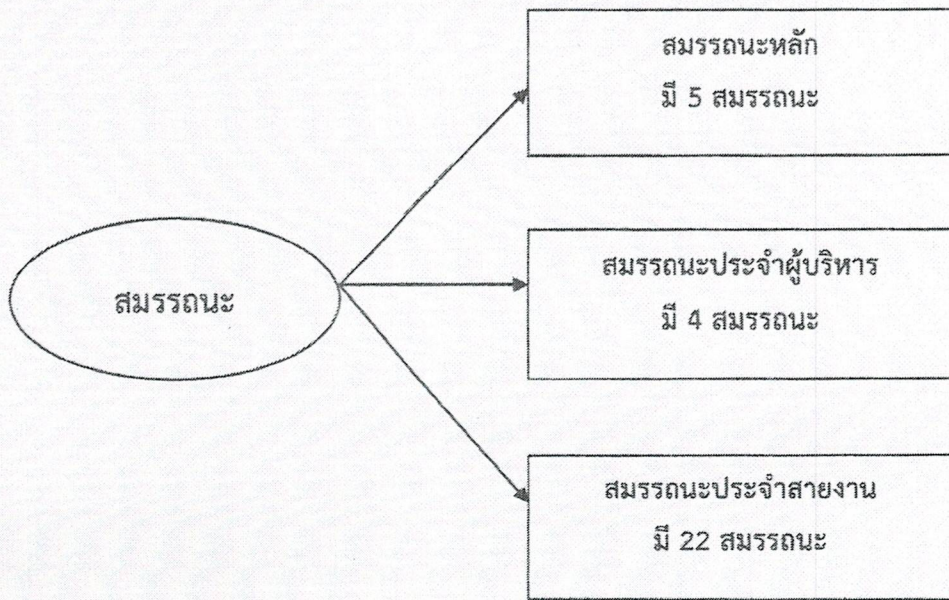 สมรรถนะหลัก
มี 5 สมรรถนะ
สมรรถนะ
สมรรถนะประจำผู้บริหาร
มี 4 สมรรถนะ
สมรรถนะประจำสายงาน
มี 22 สมรรถนะ